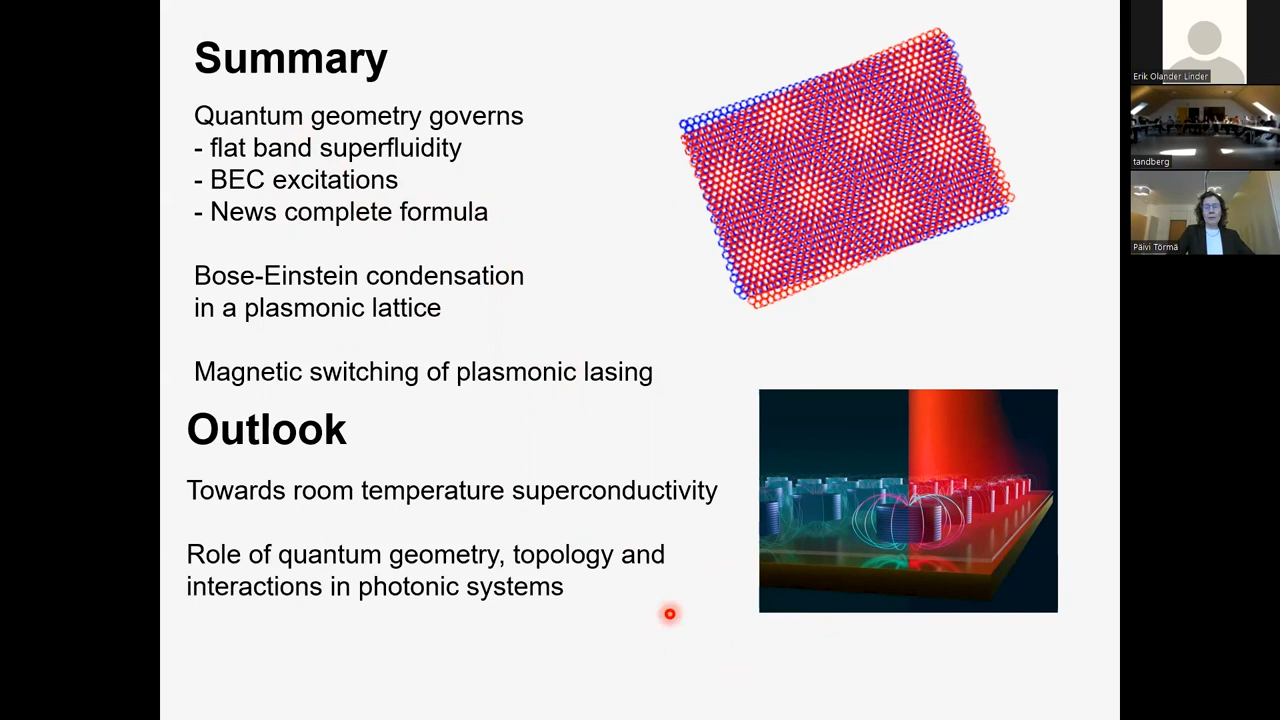 Summary
Quantum geometry governs
- flat band superfluidity
- BEC excitations
- News complete formula
Bose-Einstein condensation
in a plasmonic lattice
Magnetic switching of plasmonic lasing
Outlook
Towards room temperature superconductivity
Role of quantum geometry, topology and
interactions in photonic systems
Erik Olander Linder
tandberg
Päivi Törmä